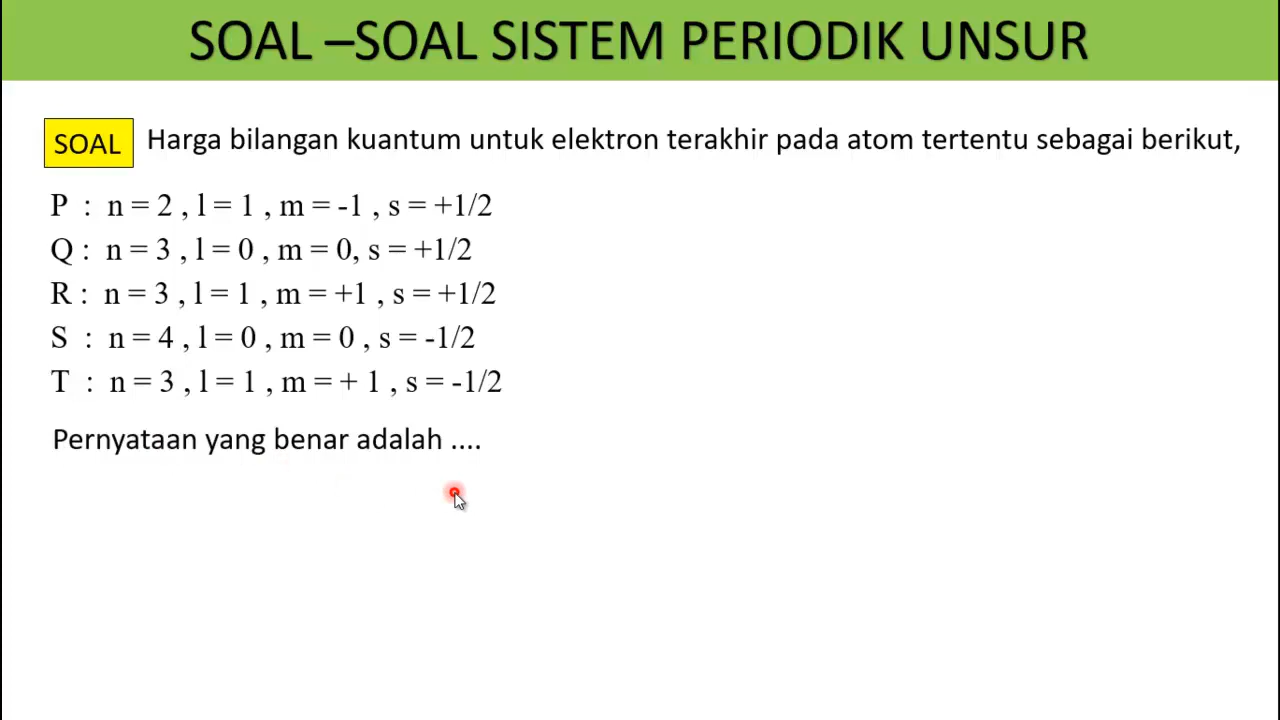 SOAL –SOAL SISTEM PERIODIK UNSUR
SOAL Harga bilangan kuantum untuk elektron terakhir pada atom tertentu sebagai berikut,
P : n = 2 , l = 1 , m = -1 , s = +1/2
Q : n = 3 , l = 0 , m = 0, s = +1/2
R : n = 3 , l = 1 , m = +1 , s = +1/2
S : n = 4 , l = 0 , m = 0 , s = -1/2
T : n = 3 , l = 1 , m = + 1 , s = -1/2
Pernyataan yang benar adalah ....